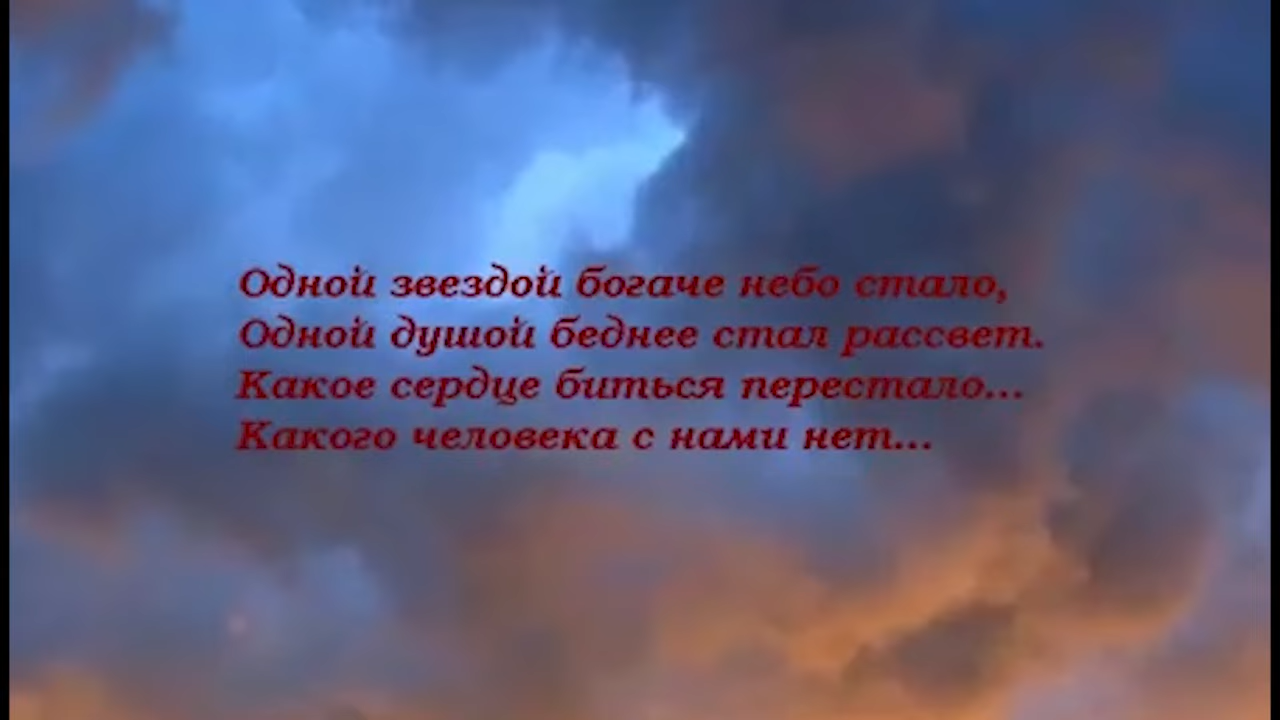 Одной звездой богаче небо стало,
Одной душой беднее стал рассвет.
Какое сердце биться перестало...
Какого человека с нами нет...